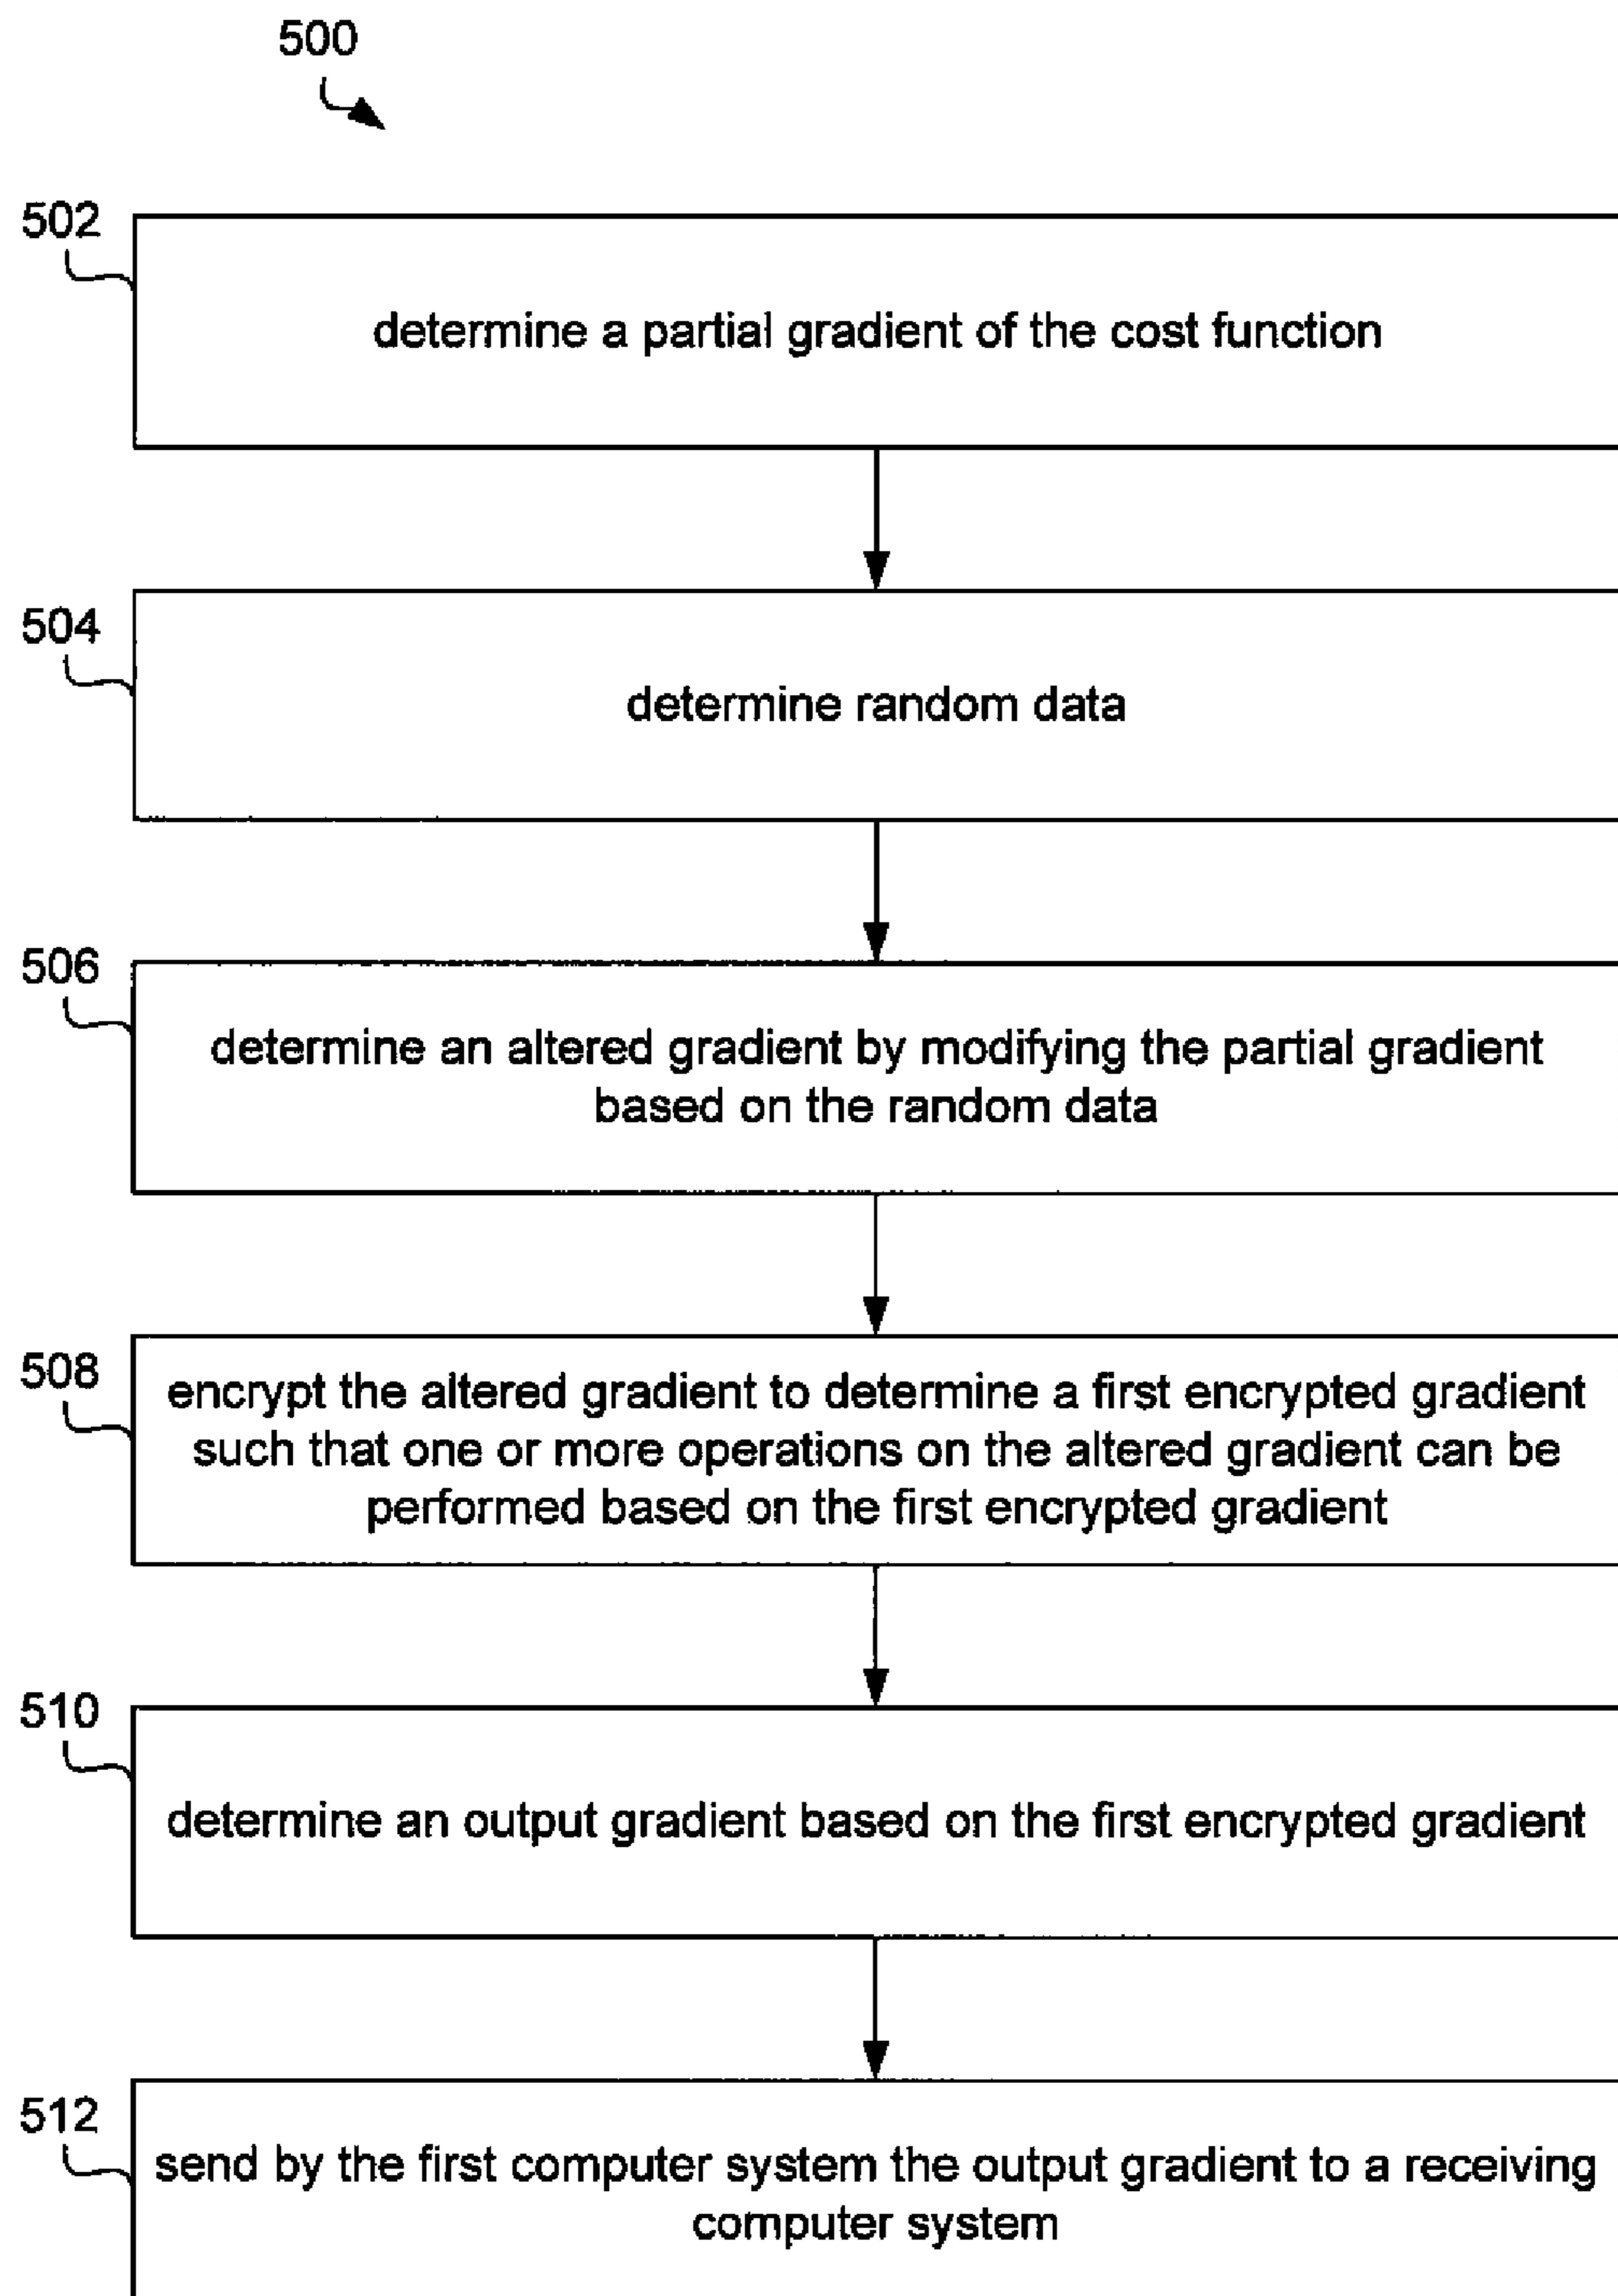 500
502
determine a partial gradient of the cost function
504
determine random data
506
determine an altered gradient by modifying the partial gradient
based on the random data
508
encrypt the altered gradient to determine a first encrypted gradient
such that one or more operations on the altered gradient can be
performed based on the first encrypted gradient
510
determine an output gradient based on the first encrypted gradient
512
send by the first computer system the output gradient to a receiving
computer system